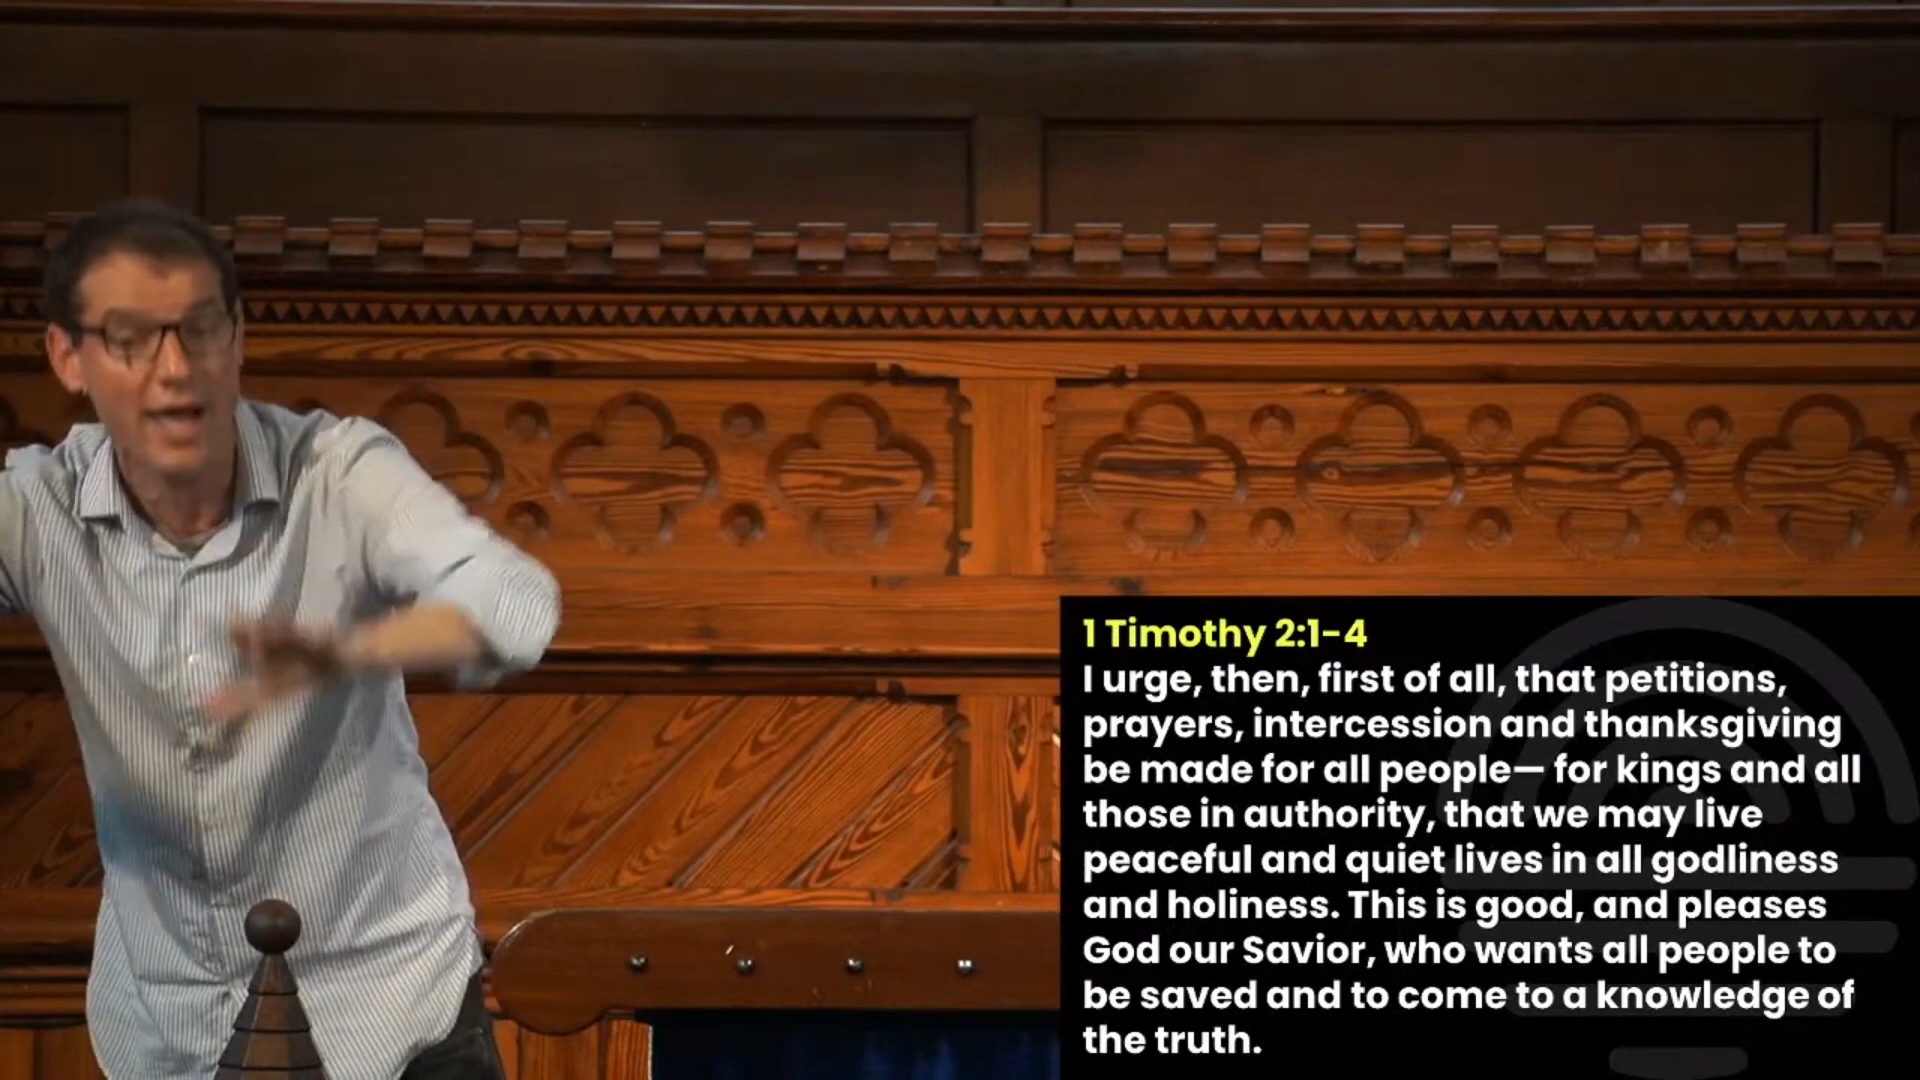 1 Timothy 2:1-4
I urge, then, first of all, that petitions,
prayers, intercession and thanksgiving
be made for all people— for kings and all
those in authority, that we may live
peaceful and quiet lives in all godliness
and holiness. This is good, and pleases
God our Savior, who wants all people to
be saved and to come to a knowledge of
the truth.